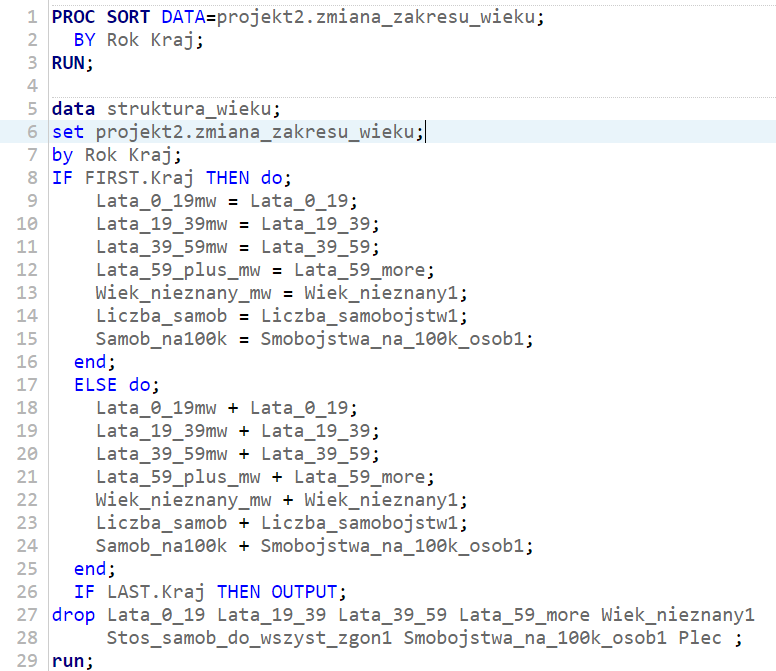 1 PROC SORT DATA=projekt2.zmiana_zakresu_wieku;
2 BY Rok Kraj;
3 RUN;
4
5 data struktura_wieku;
6 set projekt2.zmiana_zakresu_wieku;
7 by Rok Kraj;
8 IF FIRST.Kraj THEN do;
9 Lata_0_19mw = Lata_0_19;
10 Lata_19_39mw = Lata_19_39;
11 Lata_39_59mw = Lata_39_59;
12 Lata_59_plus_mw = Lata_59_more;
13 Wiek_nieznany_mw = Wiek_nieznany1;
14 Liczba_samob = Liczba_samobojstw1;
15 Samob_na100k = Smobojstwa_na_100k_osob1;
16 end;
17 ELSE do;
18 Lata_0_19mw + Lata_0_19;
19 Lata_19_39mw + Lata_19_39;
20 Lata_39_59mw + Lata_39_59;
21 Lata_59_plus_mw + Lata_59_more;
22 Wiek_nieznany_mw + Wiek_nieznany1;
23 Liczba_samob + Liczba_samobojstw1;
24 Samob_na100k + Smobojstwa_na_100k_osob1;
25 end;
26 IF LAST.Kraj THEN OUTPUT;
27 drop Lata_0_19 Lata_19_39 Lata_39_59 Lata_59_more Wiek_nieznany1
28 Stos_samob_do_wszyst_zgon1 Smobojstwa_na_100k_osob1 Plec ;
29 run;